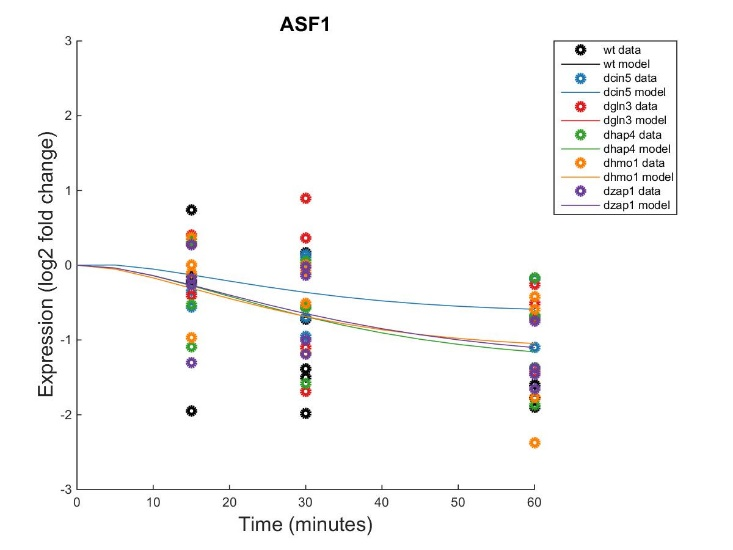 ASF1
3
2
1
0
-1
-2
-3
Expression (log2 fold change)
0 10 20 30 40 50 60
Time (minutes)
wt data
wt model
dcin5 data
dcin5 model
dgln3 data
dgln3 model
dhap4 data
dhap4 model
dhmo1 data
dhmo1 model
dzap1 data
dzap1 model